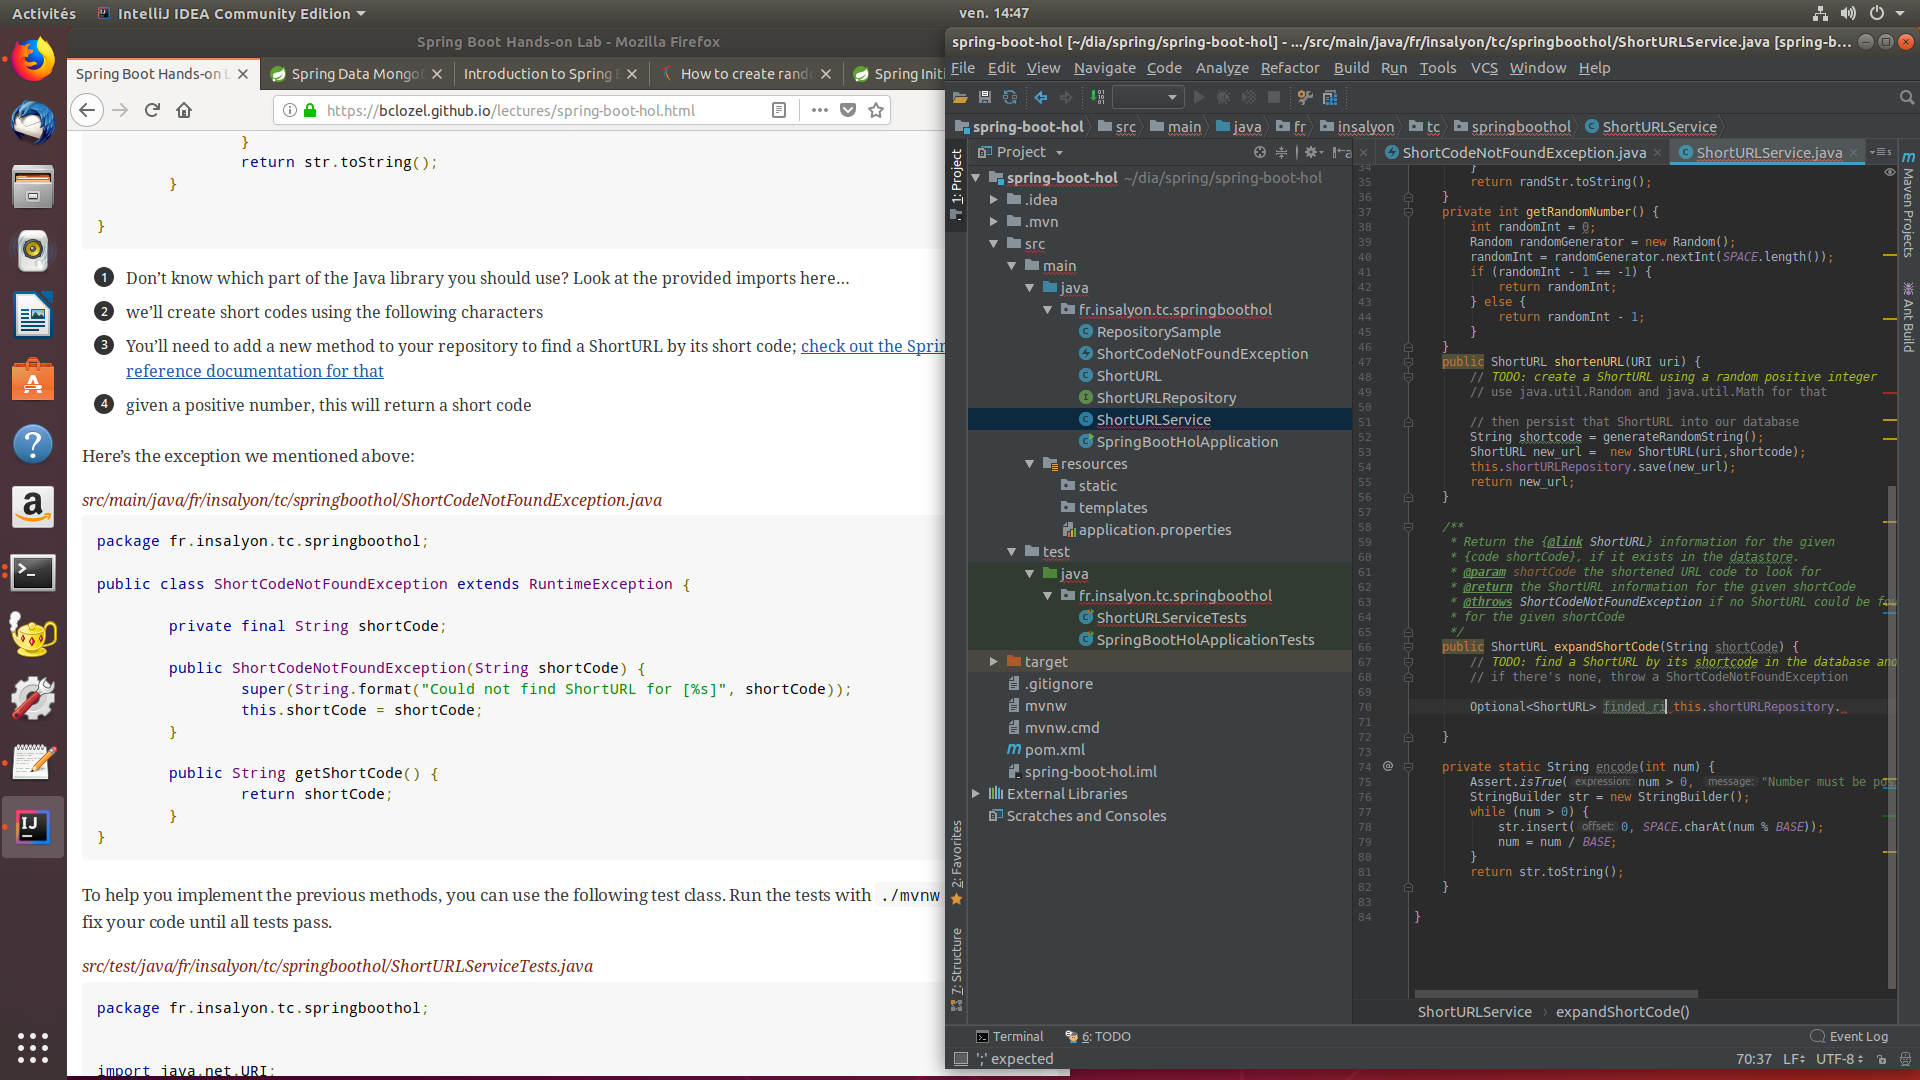 Activités
IntelliJ IDEA Community Edition
ven. 14:47
Spring Boot Hands-on Lab - Mozilla Firefox
Spring Boot Hands-on L
Spring Data Mongo
Introduction to Spring
How to create rand
Spring Initi
https://bclozel.github.io/lectures/spring-boot-hol.html
}
return str.toString();
}
}
1 Don’t know which part of the Java library you should use? Look at the provided imports here…
2 we’ll create short codes using the following characters
3 You’ll need to add a new method to your repository to find a ShortURL by its short code; check out the Sprin
reference documentation for that
4 given a positive number, this will return a short code
Here’s the exception we mentioned above:
src/main/java/fr/insalyon/tc/springboothol/ShortCodeNotFoundException.java
package fr.insalyon.tc.springboothol;
public class ShortCodeNotFoundException extends RuntimeException {
private final String shortCode;
public ShortCodeNotFoundException(String shortCode) {
super(String.format("Could not find ShortURL for [%s]", shortCode));
this.shortCode = shortCode;
}
public String getShortCode() {
return shortCode;
}
}
To help you implement the previous methods, you can use the following test class. Run the tests with ./mvnw
fix your code until all tests pass.
src/test/java/fr/insalyon/tc/springboothol/ShortURLServiceTests.java
package fr.insalyon.tc.springboothol;
import java.net.URI;
spring-boot-hol [~/dia/spring/spring-boot-hol] - .../src/main/java/fr/insalyon/tc/springboothol/ShortURLService.java [spring-b...
File Edit View Navigate Code Analyze Refactor Build Run Tools VCS Window Help
spring-boot-hol src main java fr insalyon tc springboothol ShortURLService
1: Project
2: Favorites
7: Structure
Project
ShortCodeNotFoundException.java
ShortURLService.java
spring-boot-hol ~/dia/spring/spring-boot-hol
.idea
.mvn
src
main
java
fr.insalyon.tc.springboothol
RepositorySample
ShortCodeNotFoundException
ShortURL
ShortURLRepository
ShortURLService
SpringBootHolApplication
resources
static
templates
application.properties
test
java
fr.insalyon.tc.springboothol
ShortURLServiceTests
SpringBootHolApplicationTests
target
.gitignore
mvnw
mvnw.cmd
pom.xml
spring-boot-hol.iml
External Libraries
Scratches and Consoles
34 }
35 return randStr.toString();
36 }
37 private int getRandomNumber() {
38 int randomInt = 0;
39 Random randomGenerator = new Random();
40 randomInt = randomGenerator.nextInt(SPACE.length());
41 if (randomInt - 1 == -1) {
42 return randomInt;
43 } else {
44 return randomInt - 1;
45 }
46 }
47 public ShortURL shortenURL(URI uri) {
48 // TODO: create a ShortURL using a random positive integer
49 // use java.util.Random and java.util.Math for that
50
51 // then persist that ShortURL into our database
52 String shortcode = generateRandomString();
53 ShortURL new_url = new ShortURL(uri,shortcode);
54 this.shortURLRepository.save(new_url);
55 return new_url;
56 }
57
58 /**
59 * Return the {@link ShortURL} information for the given
60 * {code shortCode}, if it exists in the datastore.
61 * @param shortCode the shortened URL code to look for
62 * @return the ShortURL information for the given shortCode
63 * @throws ShortCodeNotFoundException if no ShortURL could be fou
64 * for the given shortCode
65 */
66 public ShortURL expandShortCode(String shortCode) {
67 // TODO: find a ShortURL by its shortcode in the database and
68 // if there's none, throw a ShortCodeNotFoundException
69
70 Optional<ShortURL> finded_ri this.shortURLRepository.
71
72 }
73
74 @ private static String encode(int num) {
75 Assert.isTrue( expression: num > 0, message: "Number must be pos
76 StringBuilder str = new StringBuilder();
77 while (num > 0) {
78 str.insert( offset: 0, SPACE.charAt(num % BASE));
79 num = num / BASE;
80 }
81 return str.toString();
82 }
83
84 }
Maven Projects
Ant Build
ShortURLService › expandShortCode()
Terminal
6: TODO
Event Log
';' expected
70:37
LF
UTF-8